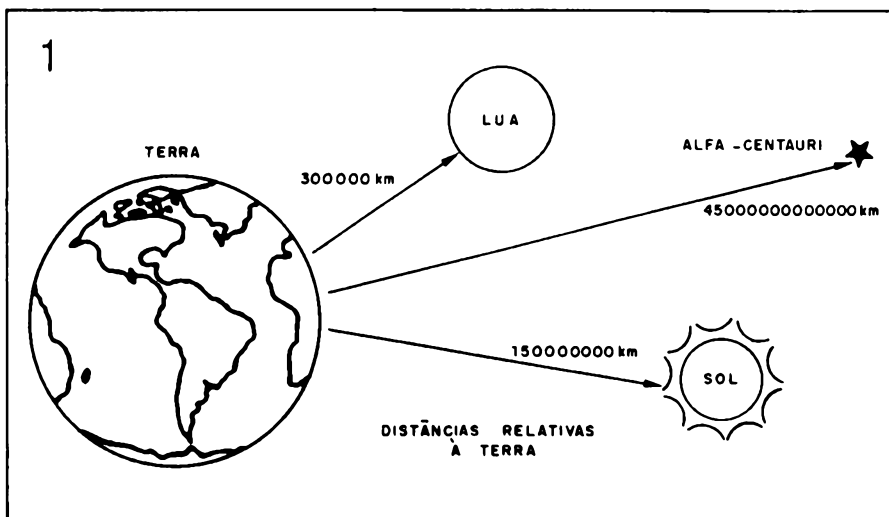 1
TERRA
LUA
300000 km
ALFA - CENTAURI
45000000000000 km
150000000 km
SOL
DISTÂNCIAS RELATIVAS
À TERRA